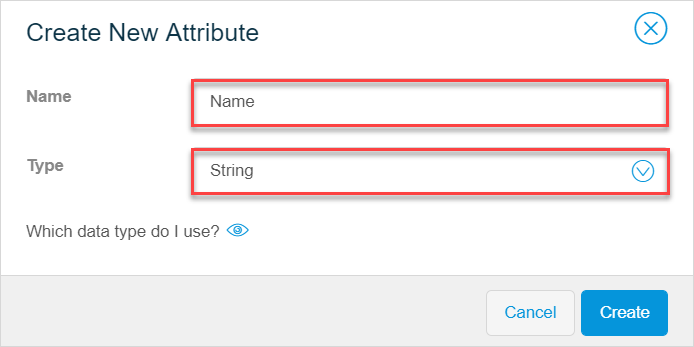 Create New Attribute
Name
Name
Type
String
Which data type do I use?
Cancel
Create